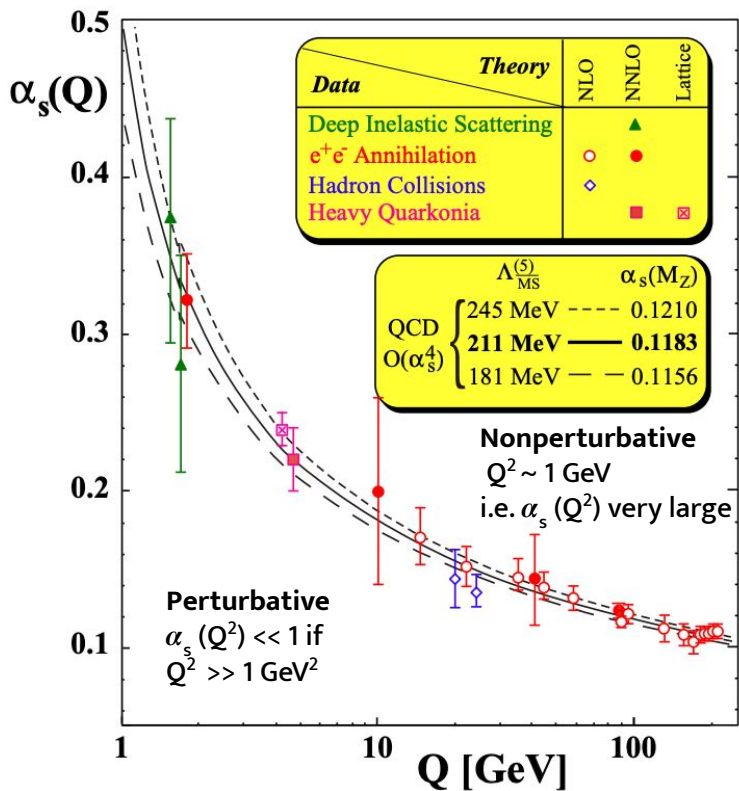 0.5
αs(Q)
0.4
0.3
0.2
0.1
Data Theory NLO NNLO Lattice
Deep Inelastic Scattering
e⁺e⁻ Annihilation
Hadron Collisions
Heavy Quarkonia
Λ(5)MS αs(MZ)
QCD O(αs⁴)
245 MeV 0.1210
211 MeV 0.1183
181 MeV 0.1156
Nonperturbative
Q² ~ 1 GeV
i.e. αs (Q²) very large
Perturbative
αs (Q²) << 1 if
Q² >> 1 GeV²
1 10 100
Q [GeV]